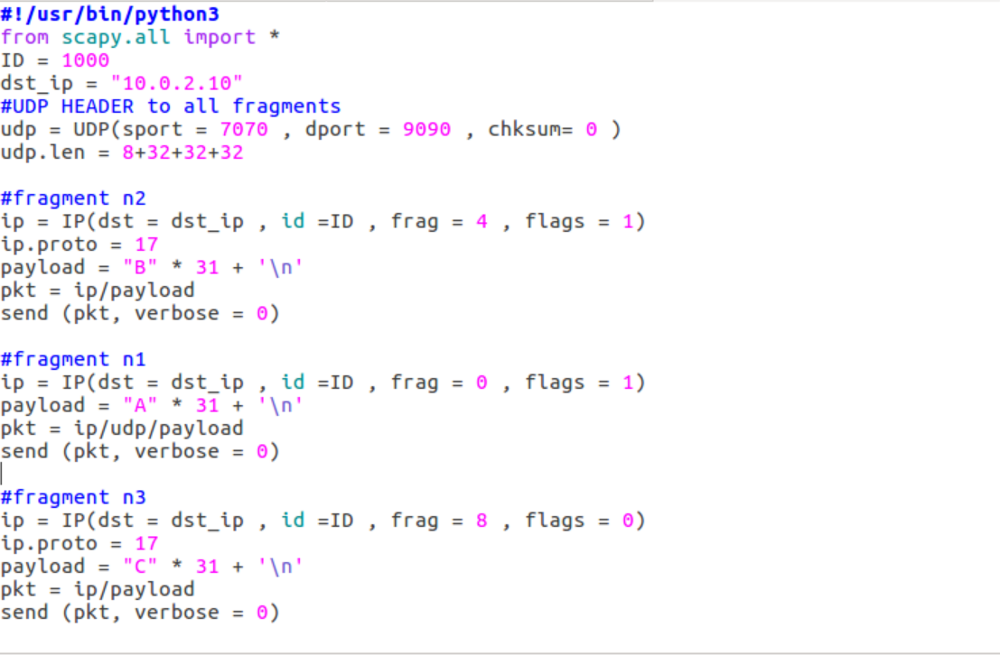 #!/usr/bin/python3
from scapy.all import *
ID = 1000
dst_ip = "10.0.2.10"
#UDP HEADER to all fragments
udp = UDP(sport = 7070 , dport = 9090 , chksum= 0 )
udp.len = 8+32+32+32

#fragment n2
ip = IP(dst = dst_ip , id =ID , frag = 4 , flags = 1)
ip.proto = 17
payload = "B" * 31 + '\n'
pkt = ip/payload
send (pkt, verbose = 0)

#fragment n1
ip = IP(dst = dst_ip , id =ID , frag = 0 , flags = 1)
payload = "A" * 31 + '\n'
pkt = ip/udp/payload
send (pkt, verbose = 0)

#fragment n3
ip = IP(dst = dst_ip , id =ID , frag = 8 , flags = 0)
ip.proto = 17
payload = "C" * 31 + '\n'
pkt = ip/payload
send (pkt, verbose = 0)